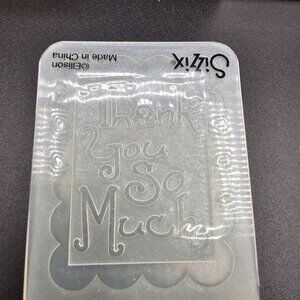 Sizzix
©Ellison
Made in China
Thank
You
So
Much